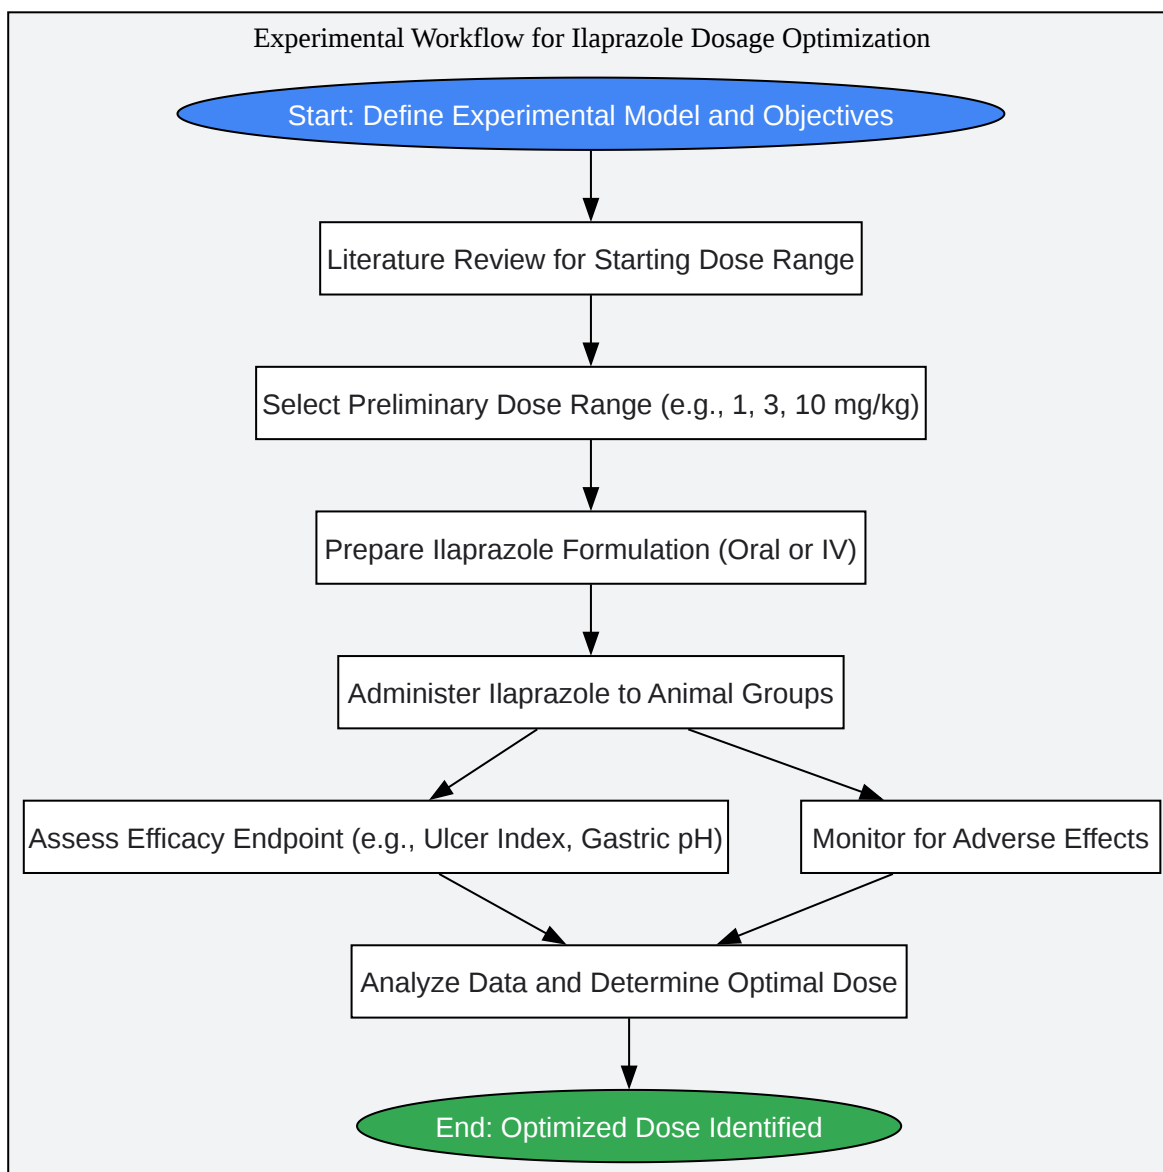 Experimental Workflow for Ilaprazole Dosage Optimization
Start: Define Experimental Model and Objectives
Literature Review for Starting Dose Range
Select Preliminary Dose Range (e.g., 1, 3, 10 mg/kg)
Prepare Ilaprazole Formulation (Oral or IV)
Administer Ilaprazole to Animal Groups
Assess Efficacy Endpoint (e.g., Ulcer Index, Gastric pH)
Monitor for Adverse Effects
Analyze Data and Determine Optimal Dose
End: Optimized Dose Identified